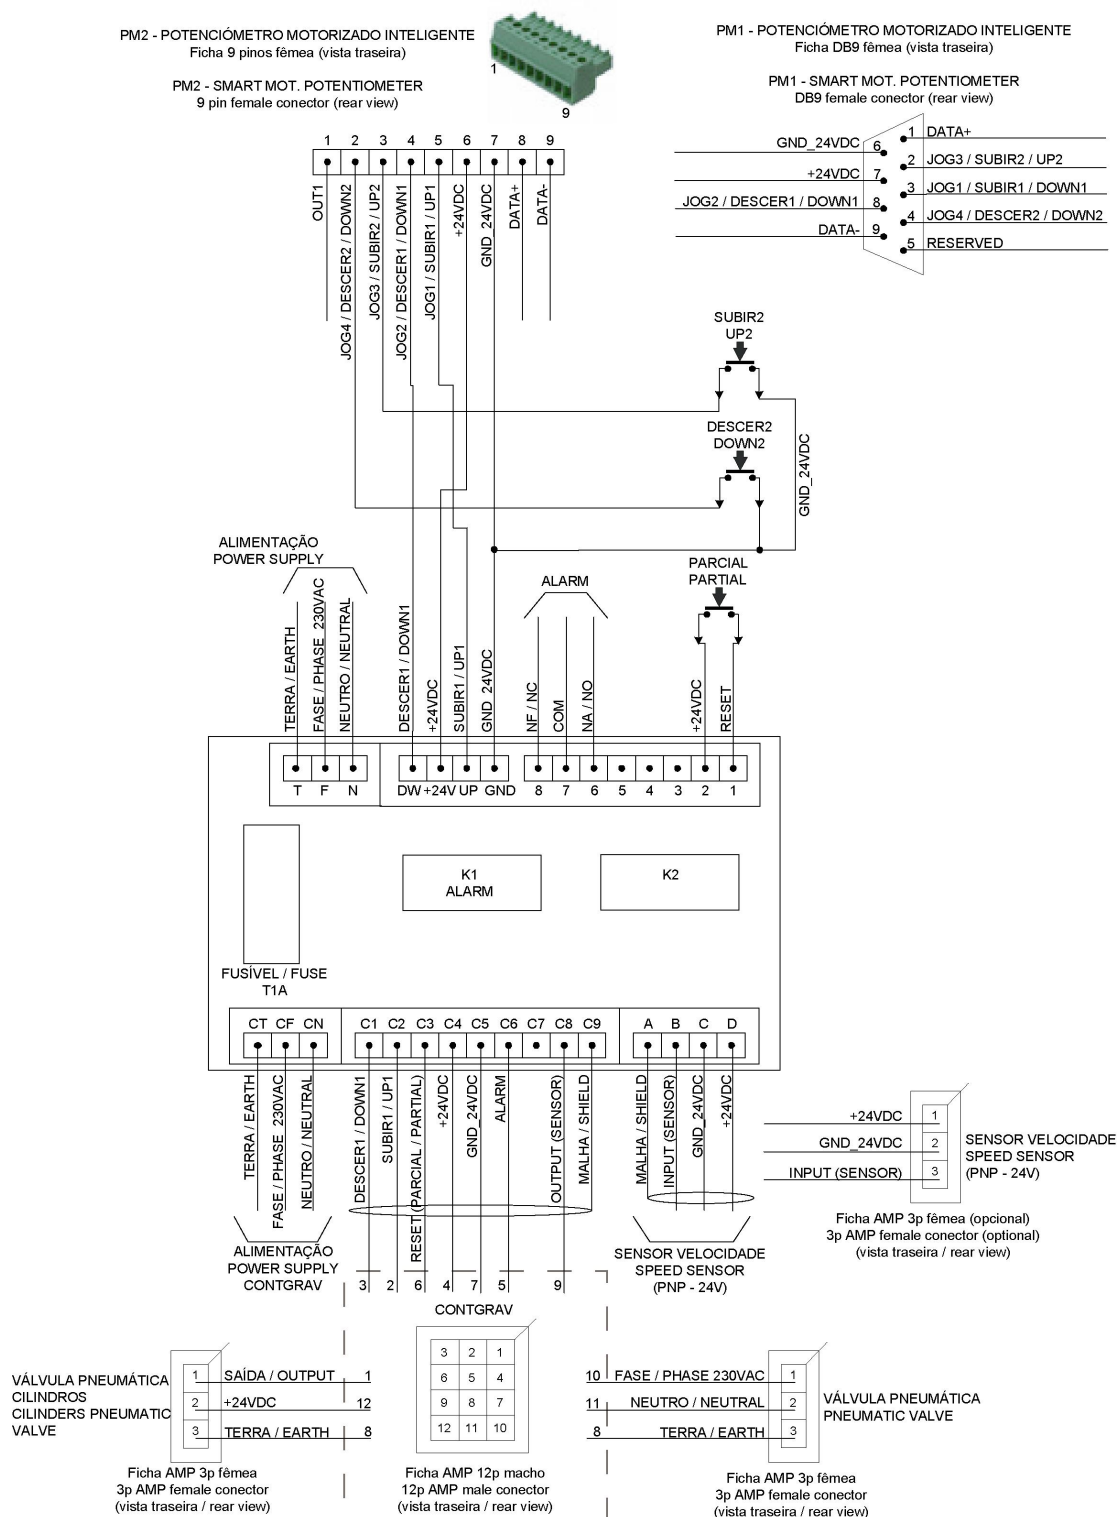 PM2 - POTENCIÓMETRO MOTORIZADO INTELIGENTE
Ficha 9 pinos fêmea (vista traseira)
PM2 - SMART MOT. POTENTIOMETER
9 pin female conector (rear view)
1
9
PM1 - POTENCIÓMETRO MOTORIZADO INTELIGENTE
Ficha DB9 fêmea (vista traseira)
PM1 - SMART MOT. POTENTIOMETER
DB9 female conector (rear view)
GND_24VDC 6
+24VDC 7
JOG2 / DESCER1 / DOWN1 8
DATA- 9
1 DATA+
2 JOG3 / SUBIR2 / UP2
3 JOG1 / SUBIR1 / DOWN1
4 JOG4 / DESCER2 / DOWN2
5 RESERVED
1 2 3 4 5 6 7 8 9
OUT1
JOG4 / DESCER2 / DOWN2
JOG3 / SUBIR2 / UP2
JOG2 / DESCER1 / DOWN1
JOG1 / SUBIR1 / UP1
+24VDC
GND_24VDC
DATA+
DATA-
SUBIR2
UP2
DESCER2
DOWN2
GND_24VDC
PARCIAL
PARTIAL
ALIMENTAÇÃO
POWER SUPPLY
TERRA / EARTH
FASE / PHASE 230VAC
NEUTRO / NEUTRAL
DESCER1 / DOWN1
+24VDC
SUBIR1 / UP1
GND_24VDC
ALARM
NF / NC
COM
NA / NO
+24VDC
RESET
T F N
DW +24V UP GND
8 7 6 5 4 3 2 1
K1
ALARM
K2
FUSÍVEL / FUSE
T1A
CT CF CN
C1 C2 C3 C4 C5 C6 C7 C8 C9
A B C D
TERRA / EARTH
FASE / PHASE 230VAC
NEUTRO / NEUTRAL
ALIMENTAÇÃO
POWER SUPPLY
CONTGRAV
DESCER1 / DOWN1
SUBIR1 / UP1
RESET (PARCIAL / PARTIAL)
+24VDC
GND_24VDC
ALARM
OUTPUT (SENSOR)
MALHA / SHIELD
MALHA / SHIELD
INPUT (SENSOR)
GND_24VDC
+24VDC
SENSOR VELOCIDADE
SPEED SENSOR
(PNP - 24V)
+24VDC 1
GND_24VDC 2
INPUT (SENSOR) 3
SENSOR VELOCIDADE
SPEED SENSOR
(PNP - 24V)
Ficha AMP 3p fêmea (opcional)
3p AMP female conector (optional)
(vista traseira / rear view)
3 2 6 4 7 5 9
CONTGRAV
3 2 1
6 5 4
9 8 7
12 11 10
Ficha AMP 12p macho
12p AMP male conector
(vista traseira / rear view)
VÁLVULA PNEUMÁTICA
CILINDROS
CILINDERS PNEUMATIC
VALVE
1 SAÍDA / OUTPUT 1
2 +24VDC 12
3 TERRA / EARTH 8
Ficha AMP 3p fêmea
3p AMP female conector
(vista traseira / rear view)
10 FASE / PHASE 230VAC 1
11 NEUTRO / NEUTRAL 2
8 TERRA / EARTH 3
VÁLVULA PNEUMÁTICA
PNEUMATIC VALVE
Ficha AMP 3p fêmea
3p AMP female conector
(vista traseira / rear view)